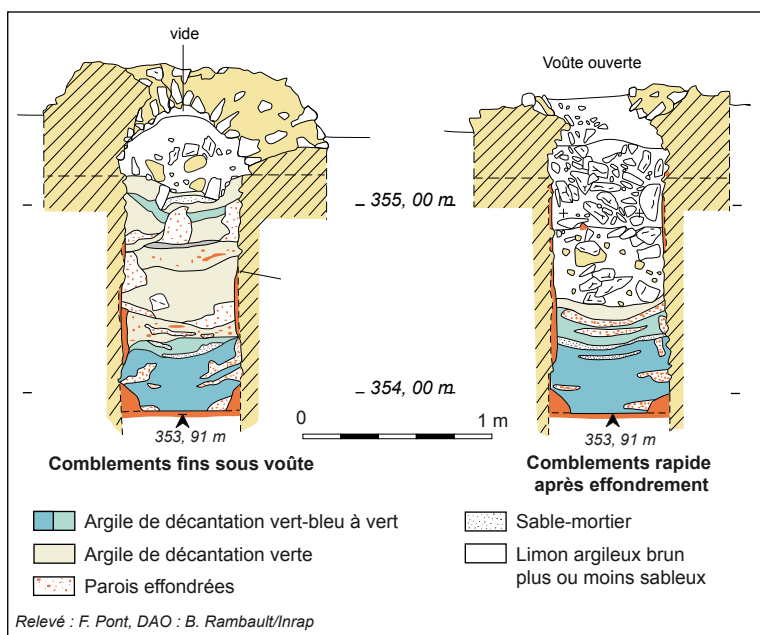 vide
Voûte ouverte
355, 00 m
354, 00 m
0 1 m
353, 91 m
353, 91 m
Comblements fins sous voûte
Comblements rapide
après effondrement
Argile de décantation vert-bleu à vert
Argile de décantation verte
Parois effondrées
Sable-mortier
Limon argileux brun
plus ou moins sableux
Relevé : F. Pont, DAO : B. Rambault/Inrap